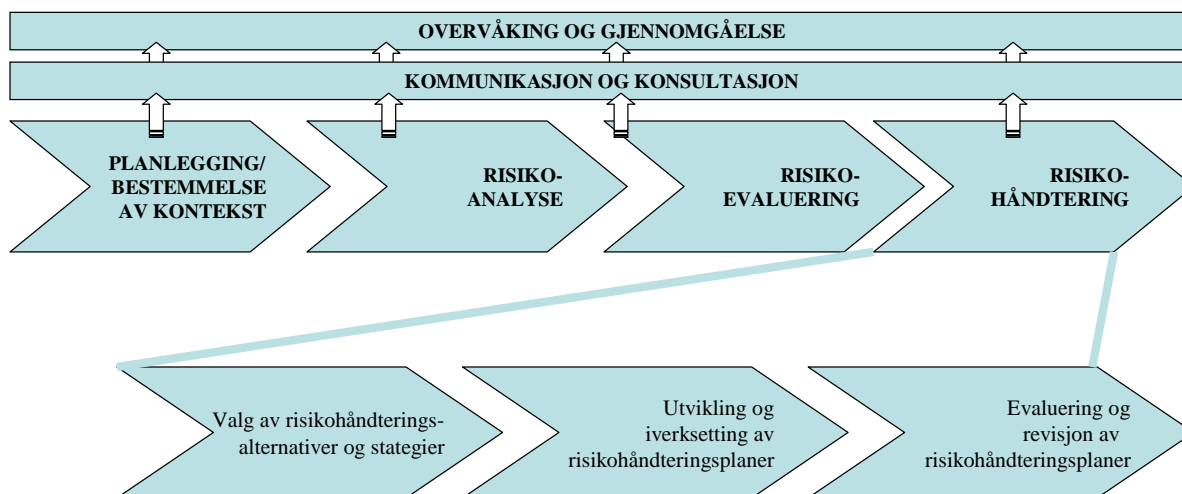 OVERVÅKING OG GJENNOMGÅELSE
KOMMUNIKASJON OG KONSULTASJON
PLANLEGGING/
BESTEMMELSE
AV KONTEKST
RISIKO-
ANALYSE
RISIKO-
EVALUERING
RISIKO-
HÅNDTERING
Valg av risikohåndterings-
alternativer og stategier
Utvikling og
iverksetting av
risikohåndteringsplaner
Evaluering og
revisjon av
risikohåndteringsplaner